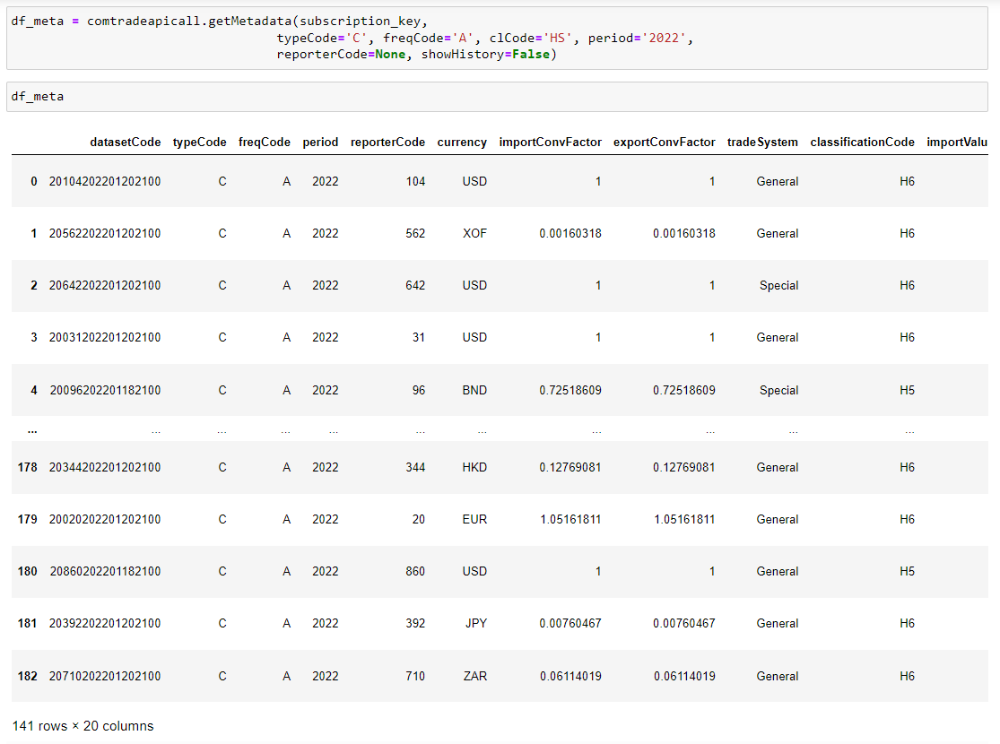 df_meta = comtradeapicall.getMetadata(subscription_key,
typeCode='C', freqCode='A', clCode='HS', period='2022',
reporterCode=None, showHistory=False)
df_meta
datasetCode typeCode freqCode period reporterCode currency importConvFactor exportConvFactor tradeSystem classificationCode importValu
0 20104202201202100 C A 2022 104 USD 1 1 General H6
1 20562202201202100 C A 2022 562 XOF 0.00160318 0.00160318 General H6
2 20642202201202100 C A 2022 642 USD 1 1 Special H6
3 20031202201202100 C A 2022 31 USD 1 1 General H6
4 20096202201182100 C A 2022 96 BND 0.72518609 0.72518609 Special H5
... ... ... ... ... ... ... ... ... ... ...
178 20344202201202100 C A 2022 344 HKD 0.12769081 0.12769081 General H6
179 20020202201202100 C A 2022 20 EUR 1.05161811 1.05161811 General H6
180 20860202201182100 C A 2022 860 USD 1 1 General H5
181 20392202201202100 C A 2022 392 JPY 0.00760467 0.00760467 General H6
182 20710202201202100 C A 2022 710 ZAR 0.06114019 0.06114019 General H6
141 rows × 20 columns